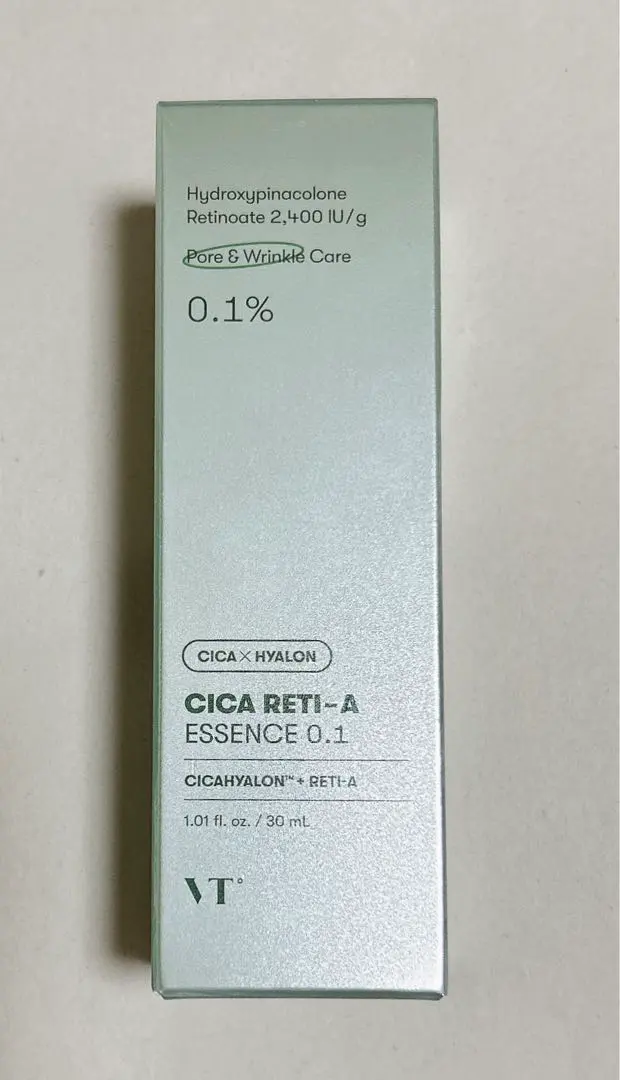 Hydroxypinacolone
Retinoate 2,400 IU/g
Pore & Wrinkle Care
0.1%
CICA×HYALON
CICA RETI-A
ESSENCE 0.1
CICAHYALON™+ RETI-A
1.01 fl. oz. / 30 mL
VT°